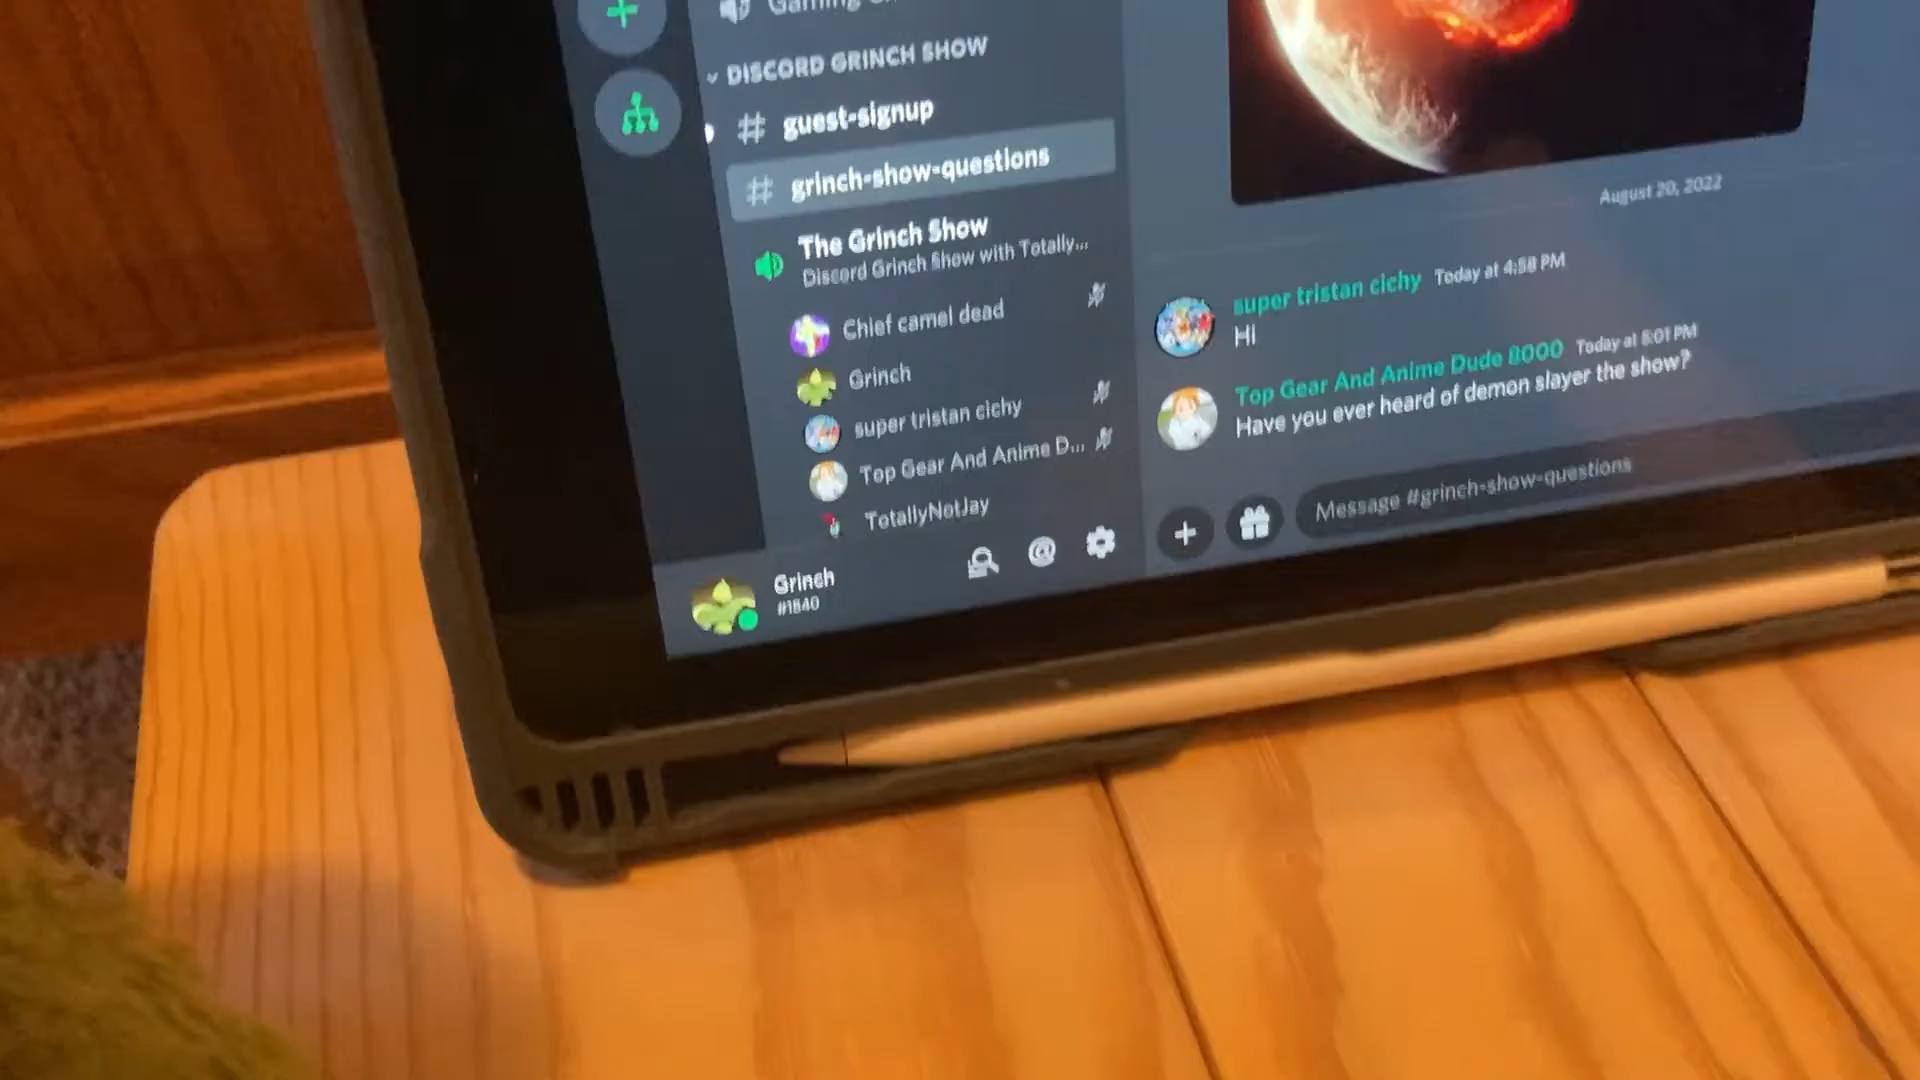 Gaming
DISCORD GRINCH SHOW
# guest-signup
# grinch-show-questions
The Grinch Show
Discord Grinch Show with Totally...
Chief camel dead
Grinch
super tristan cichy
Top Gear And Anime D...
TotallyNotJay
Grinch
#1840
August 20, 2022
super tristan cichy Today at 4:58 PM
Hi
Top Gear And Anime Dude 8000 Today at 5:01 PM
Have you ever heard of demon slayer the show?
Message #grinch-show-questions